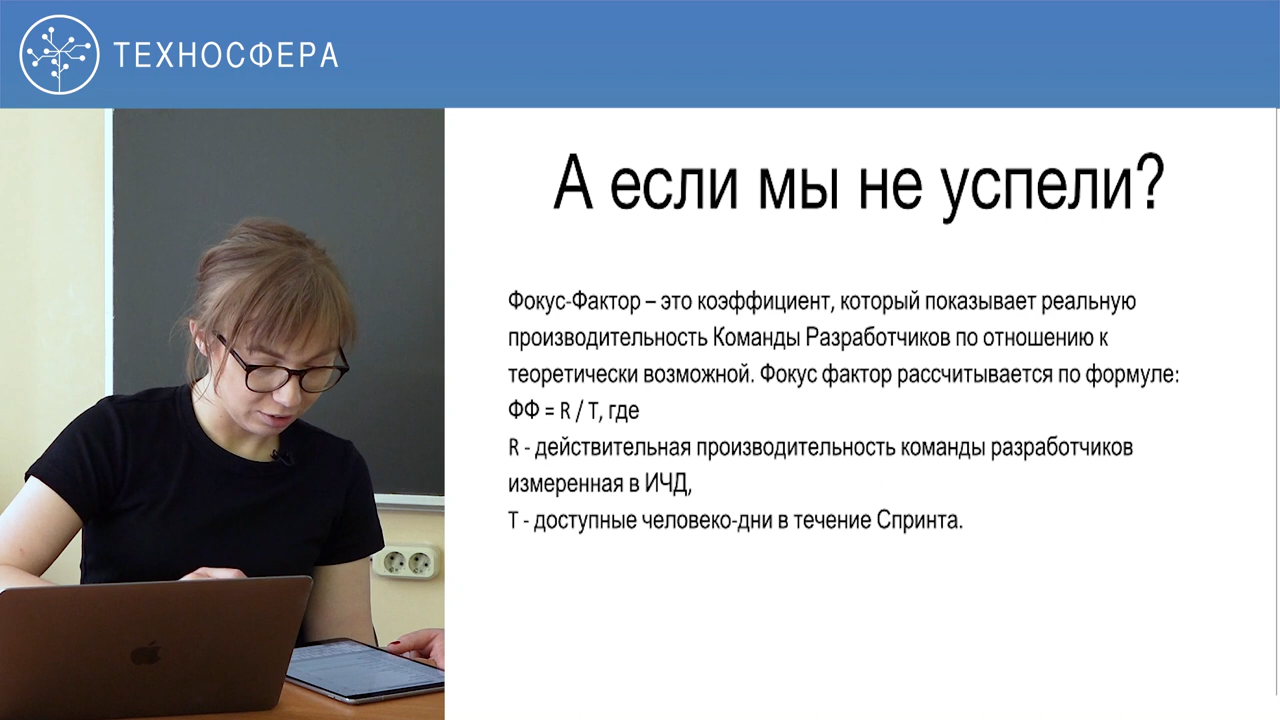 ТЕХНОСФЕРА
А если мы не успели?
Фокус-Фактор – это коэффициент, который показывает реальную
производительность Команды Разработчиков по отношению к
теоретически возможной. Фокус фактор рассчитывается по формуле:
ФФ = R / T, где
R - действительная производительность команды разработчиков
измеренная в ИЧД,
T - доступные человеко-дни в течение Спринта.